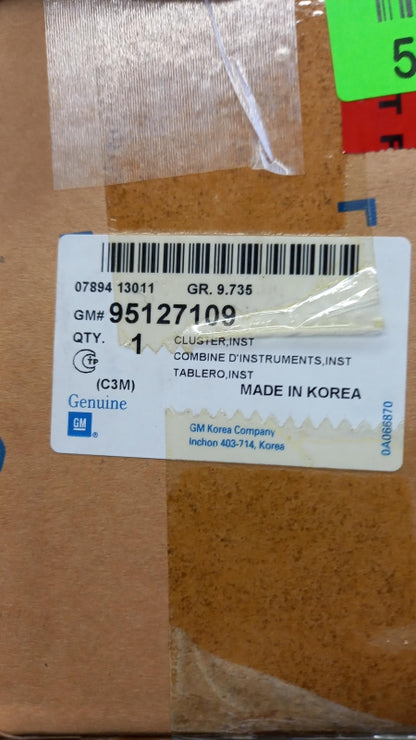 5
T F
07894 13011 GR. 9.735
GM# 95127109
QTY. 1 CLUSTER,INST
COMBINE D'INSTRUMENTS,INST
TABLERO,INST
(C3M)
MADE IN KOREA
Genuine
GM
GM Korea Company
Inchon 403-714, Korea
0A066870